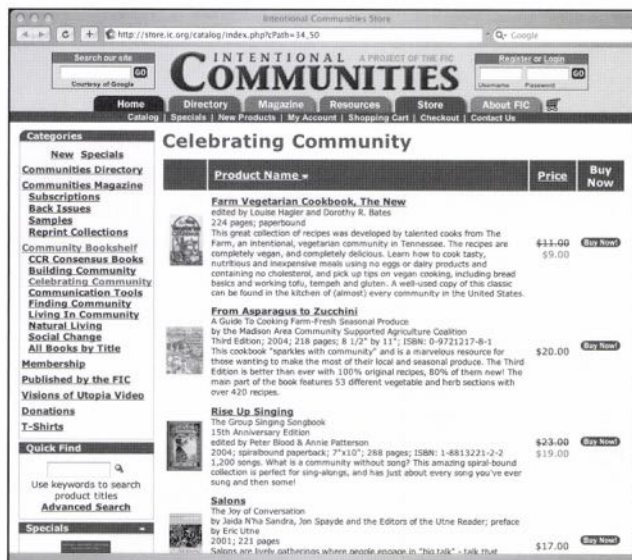 Intentional Communities Store
http://store.ic.org/catalog/index.php?cPath=34_50
Google
Search our site
GO
Courtesy of Google
INTENTIONAL A PROJECT OF THE FIC
COMMUNITIES
Register or Login
GO
Username Password
Home Directory Magazine Resources Store About FIC
Catalog | Specials | New Products | My Account | Shopping Cart | Checkout | Contact Us
Categories
New Specials
Communities Directory
Communities Magazine
Subscriptions
Back Issues
Samples
Reprint Collections
Community Bookshelf
CCR Consensus Books
Building Community
Celebrating Community
Communication Tools
Finding Community
Living In Community
Natural Living
Social Change
All Books by Title
Membership
Published by the FIC
Visions of Utopia Video
Donations
T-Shirts
Quick Find
Use keywords to search
product titles
Advanced Search
Specials
Celebrating Community
Product Name Price Buy Now
Farm Vegetarian Cookbook, The New
edited by Louise Hagler and Dorothy R. Bates
224 pages; paperbound
This great collection of recipes was developed by talented cooks from The
Farm, an intentional, vegetarian community in Tennessee. The recipes are
completely vegan, and completely delicious. Learn how to cook tasty,
nutritious and inexpensive meals using no eggs or dairy products and
containing no cholesterol, and pick up tips on vegan cooking, including bread
basics and working tofu, tempeh and gluten. A well-used copy of this classic
can be found in the kitchen of (almost) every community in the United States.
$11.00
$9.00
Buy Now!
From Asparagus to Zucchini
A Guide To Cooking Farm-Fresh Seasonal Produce
by the Madison Area Community Supported Agriculture Coalition
Third Edition; 2004; 218 pages; 8 1/2" by 11"; ISBN: 0-9721217-8-1
This cookbook "sparkles with community" and is a marvelous resource for
those wanting to make the most of their local and seasonal produce. The Third
Edition is better than ever with 100% original recipes, 80% of them new! The
main part of the book features 53 different vegetable and herb sections with
over 420 recipes.
$20.00
Buy Now!
Rise Up Singing
The Group Singing Songbook
15th Anniversary Edition
edited by Peter Blood & Annie Patterson
2004; spiralbound paperback; 7"x10"; 288 pages; ISBN: 1-8813221-2-2
1,200 songs. What is a community without song? This amazing spiral-bound
collection is perfect for sing-alongs, and has just about every song you've ever
sung and then some!
$23.00
$19.00
Buy Now!
Salons
The Joy of Conversation
by Jaida N'ha Sandra, Jon Spayde and the Editors of the Utne Reader; preface
by Eric Utne
2001; 221 pages
Salons are lively gatherings where people engage in "big talk" - talk that
$17.00
Buy Now!